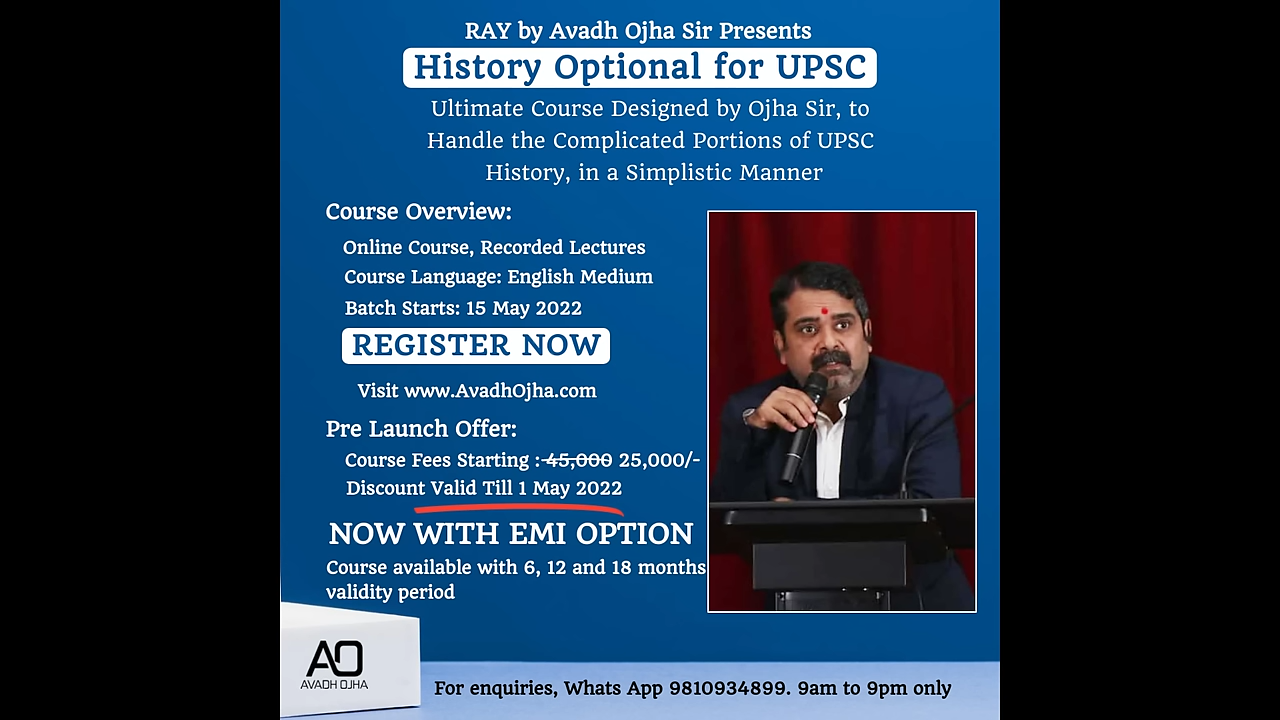 RAY by Avadh Ojha Sir Presents
History Optional for UPSC
Ultimate Course Designed by Ojha Sir, to
Handle the Complicated Portions of UPSC
History, in a Simplistic Manner
Course Overview:
Online Course, Recorded Lectures
Course Language: English Medium
Batch Starts: 15 May 2022
REGISTER NOW
Visit www.AvadhOjha.com
Pre Launch Offer:
Course Fees Starting : 45,000 25,000/-
Discount Valid Till 1 May 2022
NOW WITH EMI OPTION
Course available with 6, 12 and 18 months
validity period
AO
AVADH OJHA
For enquiries, Whats App 9810934899. 9am to 9pm only